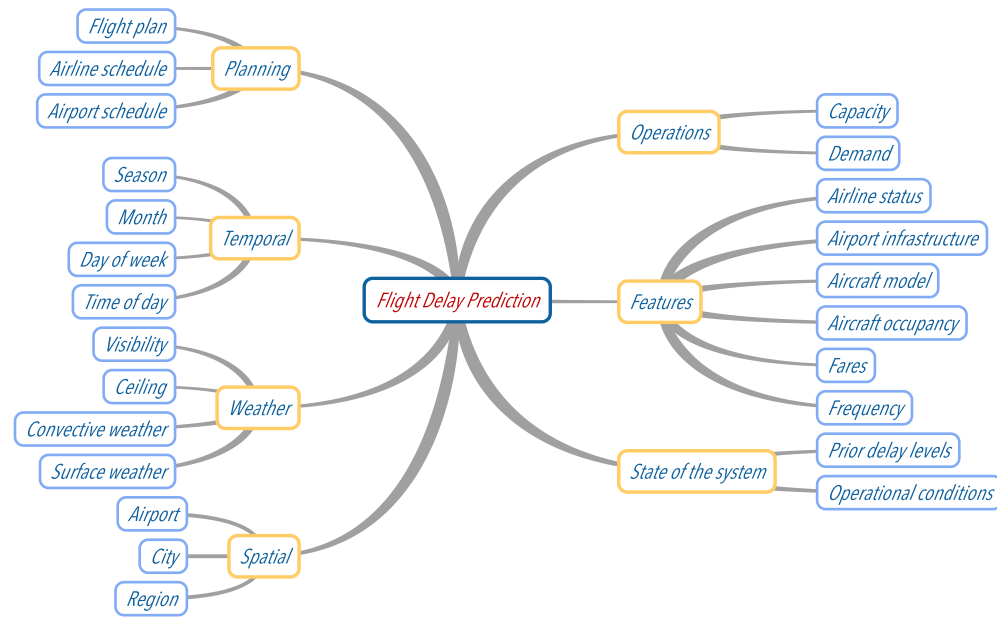 Flight Delay Prediction
Planning
Flight plan
Airline schedule
Airport schedule
Temporal
Season
Month
Day of week
Time of day
Weather
Visibility
Ceiling
Convective weather
Surface weather
Spatial
Airport
City
Region
Operations
Capacity
Demand
Features
Airline status
Airport infrastructure
Aircraft model
Aircraft occupancy
Fares
Frequency
State of the system
Prior delay levels
Operational conditions